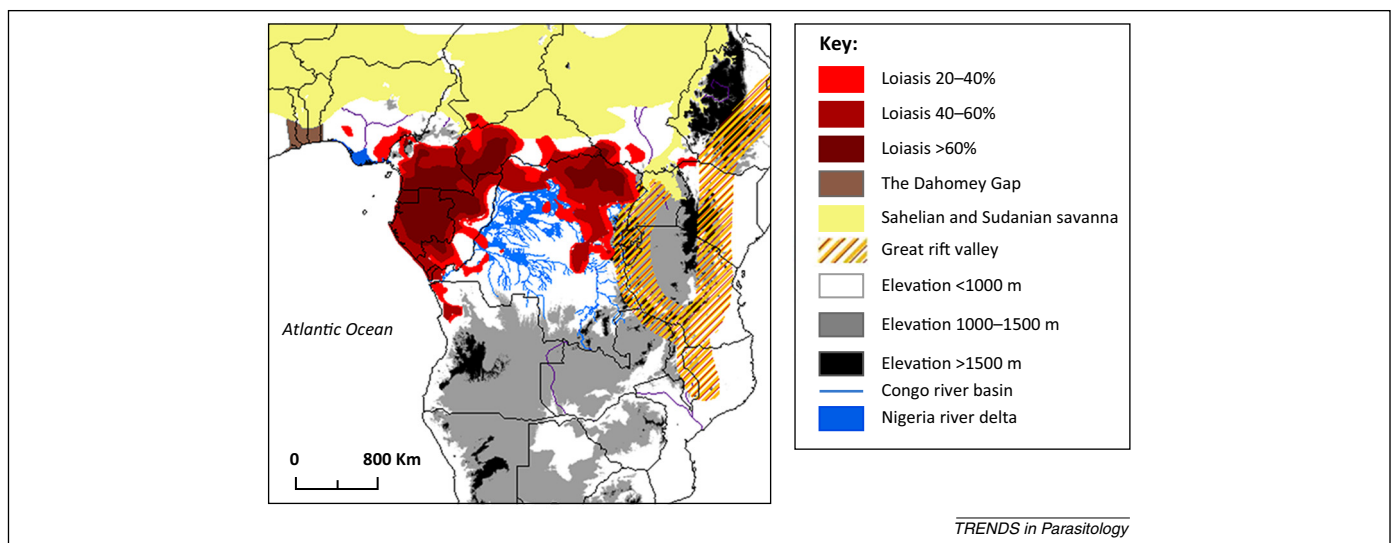 Atlantic Ocean
0 800 Km
Key:
Loiasis 20–40%
Loiasis 40–60%
Loiasis >60%
The Dahomey Gap
Sahelian and Sudanian savanna
Great rift valley
Elevation <1000 m
Elevation 1000–1500 m
Elevation >1500 m
Congo river basin
Nigeria river delta
TRENDS in Parasitology